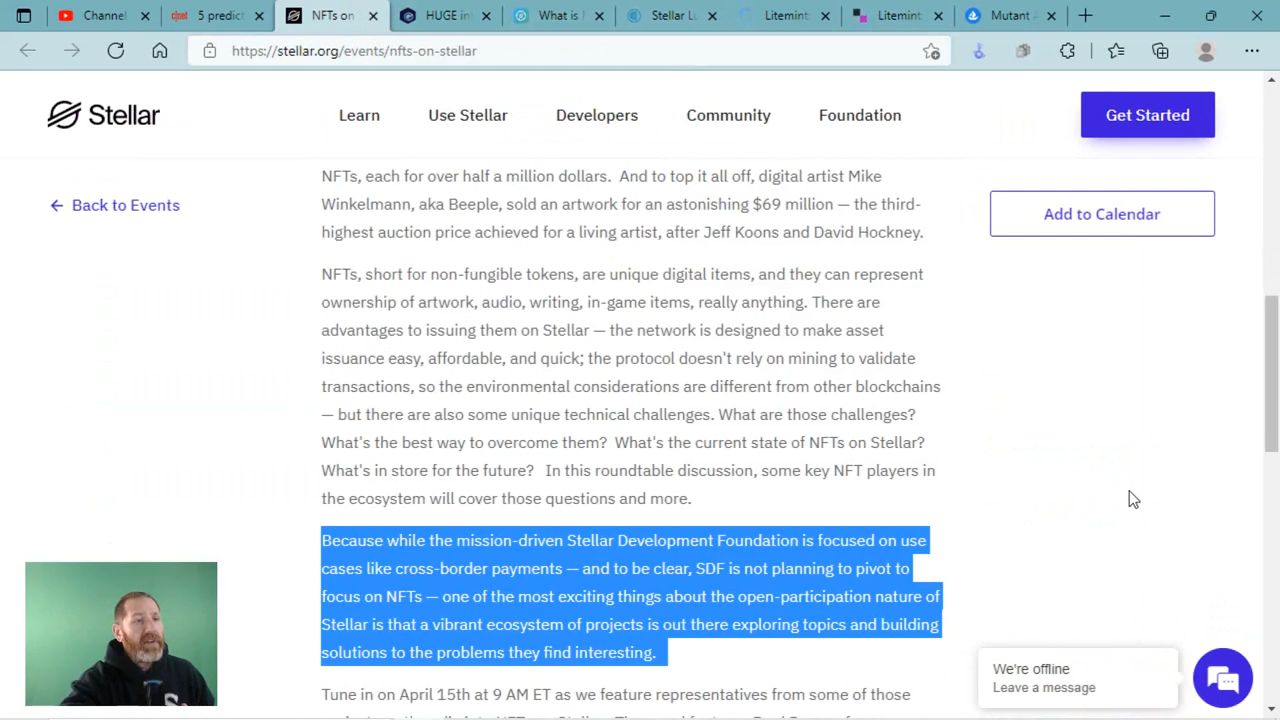 Channel
5 predict
NFTs on
HUGE in
What is
Stellar Lu
Litemint
Litemint
Mutant A
https://stellar.org/events/nfts-on-stellar
Stellar
Learn
Use Stellar
Developers
Community
Foundation
Get Started
Back to Events
Add to Calendar
NFTs, each for over half a million dollars. And to top it all off, digital artist Mike
Winkelmann, aka Beeple, sold an artwork for an astonishing $69 million — the third-
highest auction price achieved for a living artist, after Jeff Koons and David Hockney.
NFTs, short for non-fungible tokens, are unique digital items, and they can represent
ownership of artwork, audio, writing, in-game items, really anything. There are
advantages to issuing them on Stellar — the network is designed to make asset
issuance easy, affordable, and quick; the protocol doesn't rely on mining to validate
transactions, so the environmental considerations are different from other blockchains
— but there are also some unique technical challenges. What are those challenges?
What's the best way to overcome them? What's the current state of NFTs on Stellar?
What's in store for the future? In this roundtable discussion, some key NFT players in
the ecosystem will cover those questions and more.
Because while the mission-driven Stellar Development Foundation is focused on use
cases like cross-border payments — and to be clear, SDF is not planning to pivot to
focus on NFTs — one of the most exciting things about the open-participation nature of
Stellar is that a vibrant ecosystem of projects is out there exploring topics and building
solutions to the problems they find interesting.
Tune in on April 15th at 9 AM ET as we feature representatives from some of those
We're offline
Leave a message